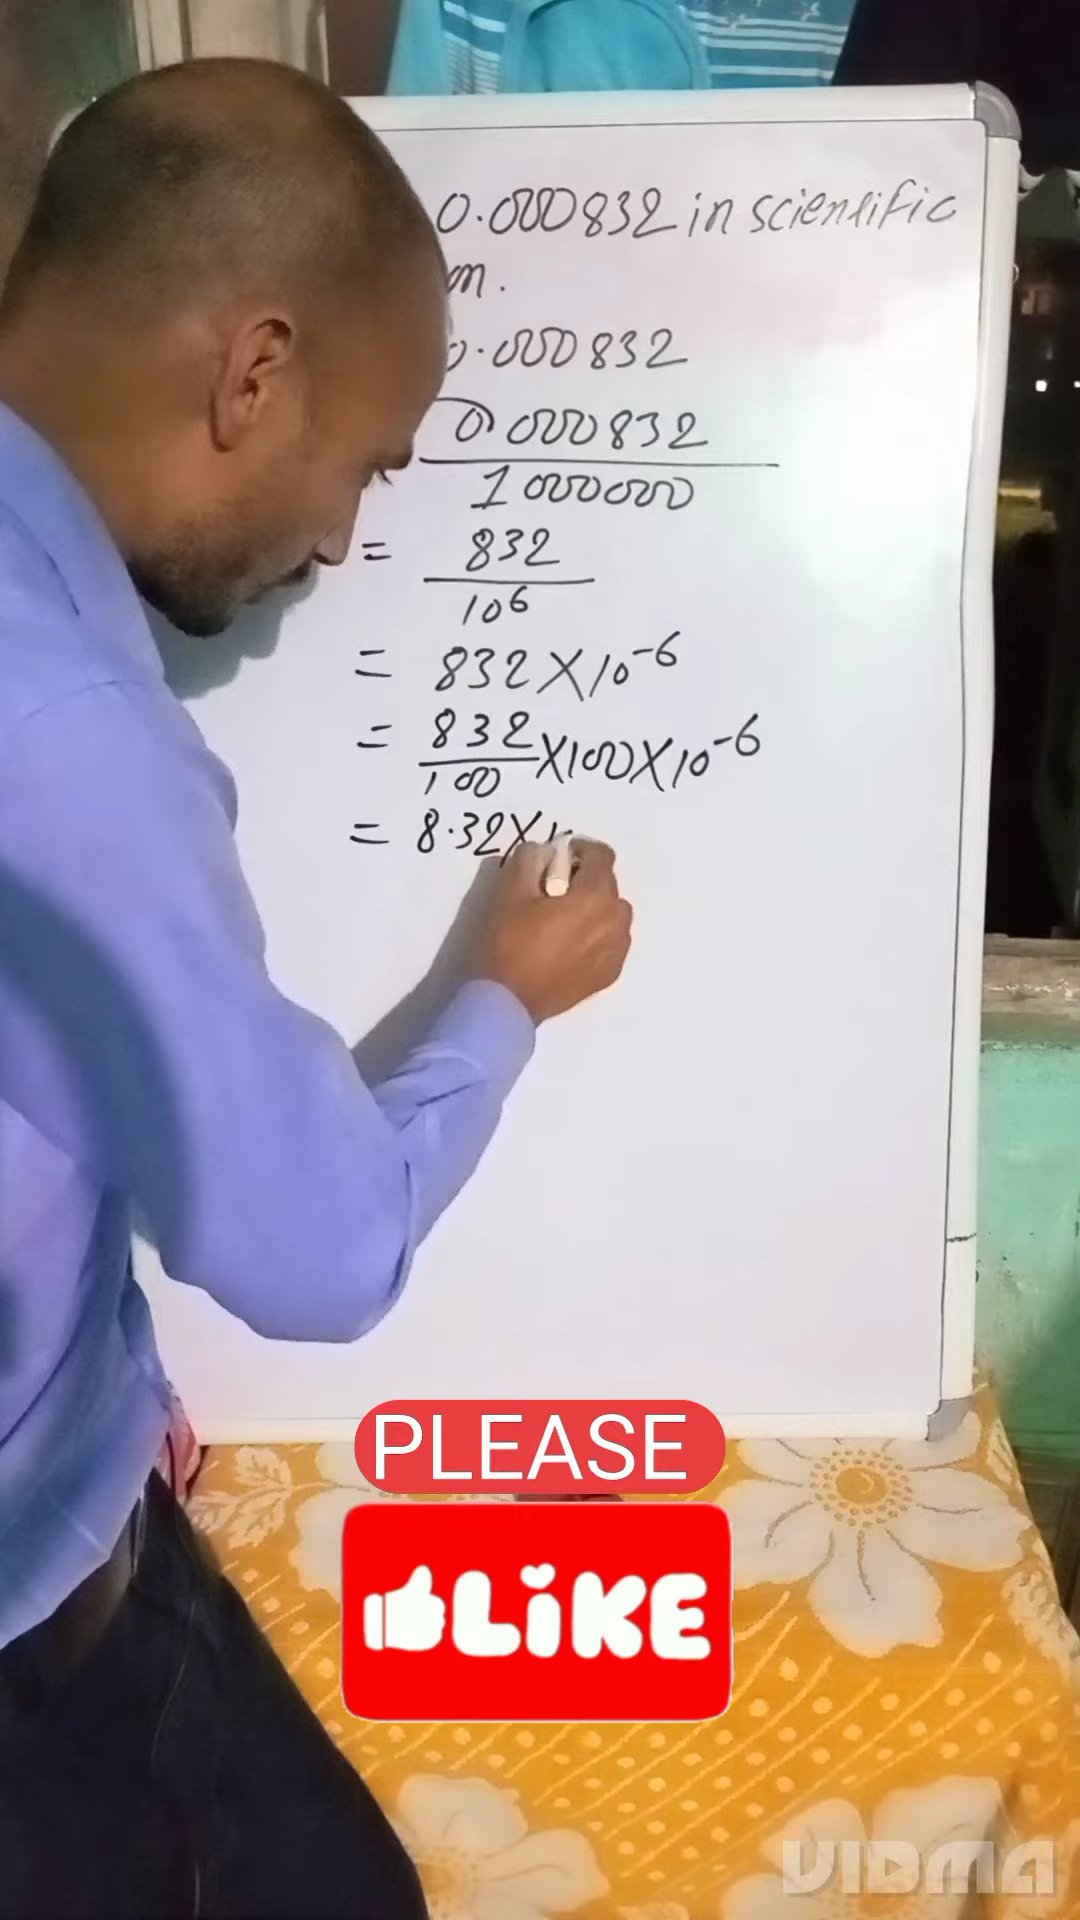 0.000832 in scientific
m.
0.000832
0 000832
1000000
= 832
10⁶
= 832 X 10⁻⁶
= 832/100 X 100 X 10⁻⁶
= 8.32 X 1
PLEASE
LiKE
VIDMA